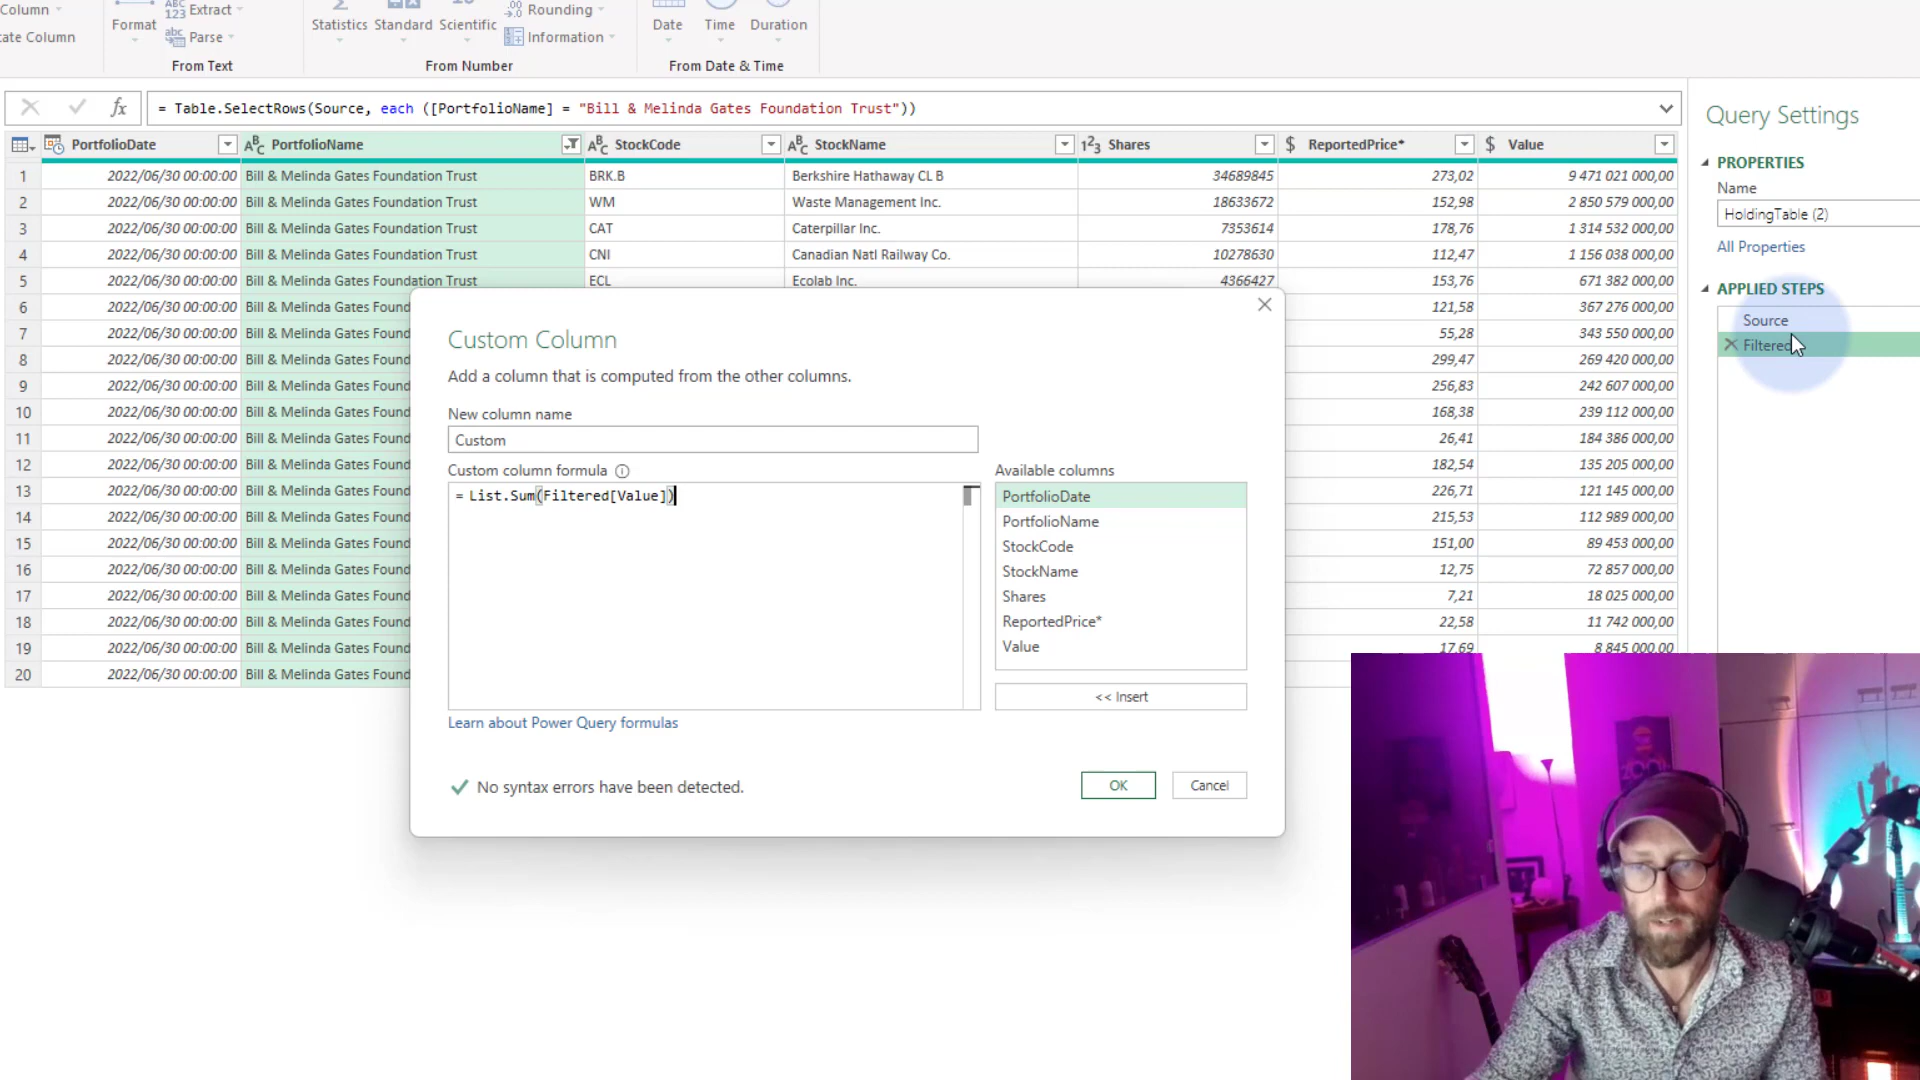 Column
ate Column
Format
ABC Extract
123
abc Parse
From Text
Statistics Standard Scientific
.00 Rounding
Information
From Number
Date Time Duration
From Date & Time
fx = Table.SelectRows(Source, each ([PortfolioName] = "Bill & Melinda Gates Foundation Trust"))
PortfolioDate ABC PortfolioName ABC StockCode ABC StockName 123 Shares $ ReportedPrice* $ Value
1 2022/06/30 00:00:00 Bill & Melinda Gates Foundation Trust BRK.B Berkshire Hathaway CL B 34689845 273,02 9 471 021 000,00
2 2022/06/30 00:00:00 Bill & Melinda Gates Foundation Trust WM Waste Management Inc. 18633672 152,98 2 850 579 000,00
3 2022/06/30 00:00:00 Bill & Melinda Gates Foundation Trust CAT Caterpillar Inc. 7353614 178,76 1 314 532 000,00
4 2022/06/30 00:00:00 Bill & Melinda Gates Foundation Trust CNI Canadian Natl Railway Co. 10278630 112,47 1 156 038 000,00
5 2022/06/30 00:00:00 Bill & Melinda Gates Foundation Trust ECL Ecolab Inc. 4366427 153,76 671 382 000,00
6 2022/06/30 00:00:00 Bill & Melinda Gates Found 121,58 367 276 000,00
7 2022/06/30 00:00:00 Bill & Melinda Gates Found 55,28 343 550 000,00
8 2022/06/30 00:00:00 Bill & Melinda Gates Found 299,47 269 420 000,00
9 2022/06/30 00:00:00 Bill & Melinda Gates Found 256,83 242 607 000,00
10 2022/06/30 00:00:00 Bill & Melinda Gates Found 168,38 239 112 000,00
11 2022/06/30 00:00:00 Bill & Melinda Gates Found 26,41 184 386 000,00
12 2022/06/30 00:00:00 Bill & Melinda Gates Found 182,54 135 205 000,00
13 2022/06/30 00:00:00 Bill & Melinda Gates Found 226,71 121 145 000,00
14 2022/06/30 00:00:00 Bill & Melinda Gates Found 215,53 112 989 000,00
15 2022/06/30 00:00:00 Bill & Melinda Gates Found 151,00 89 453 000,00
16 2022/06/30 00:00:00 Bill & Melinda Gates Found 12,75 72 857 000,00
17 2022/06/30 00:00:00 Bill & Melinda Gates Found 7,21 18 025 000,00
18 2022/06/30 00:00:00 Bill & Melinda Gates Found 22,58 11 742 000,00
19 2022/06/30 00:00:00 Bill & Melinda Gates Found 17,69 8 845 000,00
20 2022/06/30 00:00:00 Bill & Melinda Gates Found
Custom Column
Add a column that is computed from the other columns.
New column name
Custom
Custom column formula
= List.Sum(Filtered[Value])
Available columns
PortfolioDate
PortfolioName
StockCode
StockName
Shares
ReportedPrice*
Value
<< Insert
Learn about Power Query formulas
No syntax errors have been detected.
OK Cancel
Query Settings
PROPERTIES
Name
HoldingTable (2)
All Properties
APPLIED STEPS
Source
Filtered